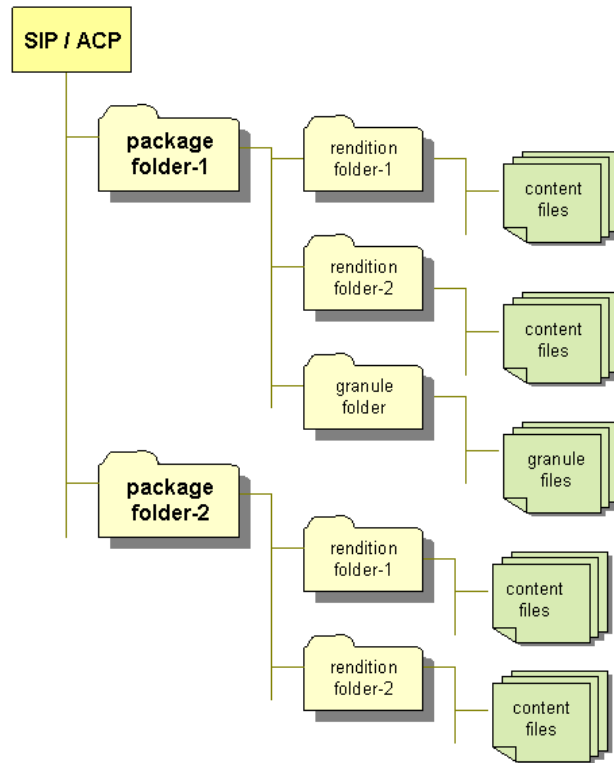 SIP / ACP
package
folder-1
rendition
folder-1
content
files
rendition
folder-2
content
files
granule
folder
granule
files
package
folder-2
rendition
folder-1
content
files
rendition
folder-2
content
files